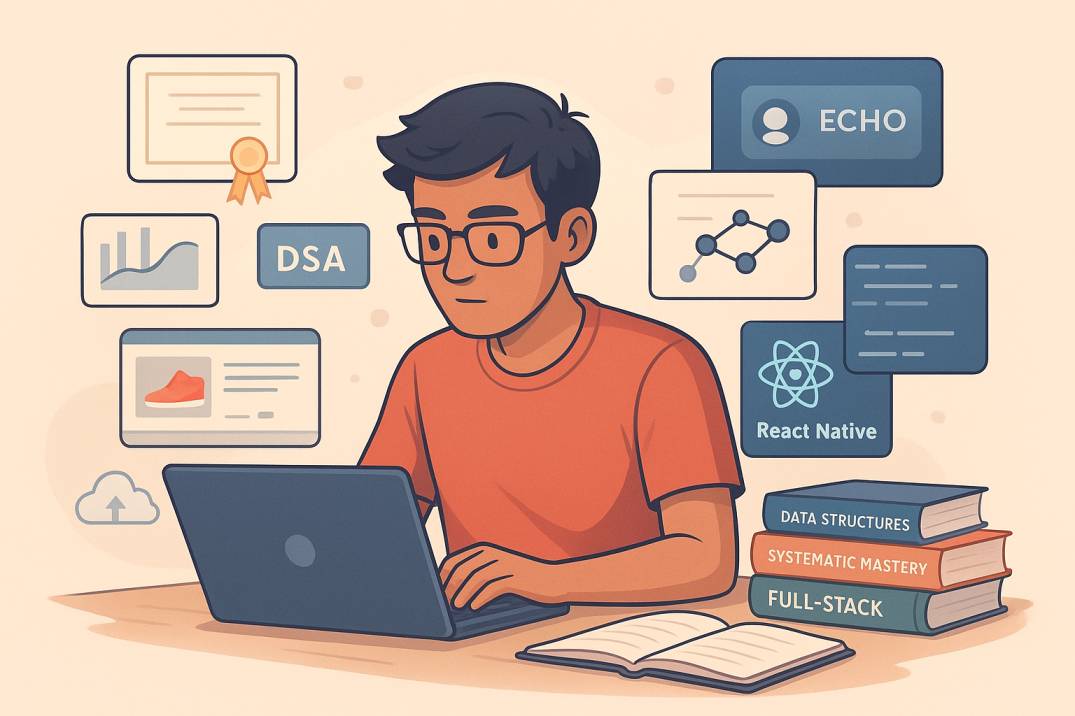 ECHO
DSA
React Native
DATA STRUCTURES
SYSTEMATIC MASTERY
FULL-STACK